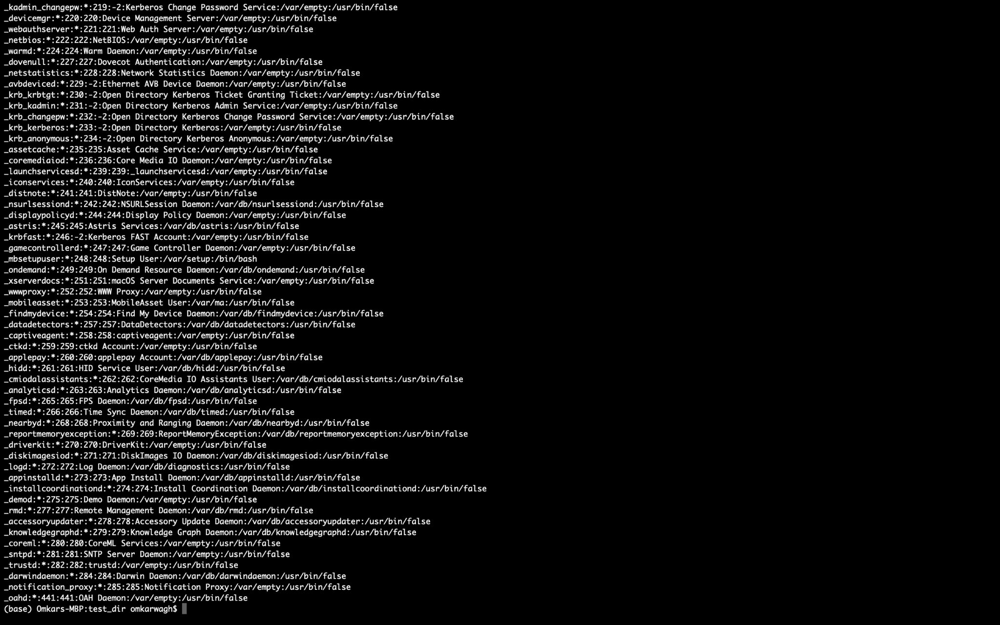 _kadmin_changepw:*:219:-2:Kerberos Change Password Service:/var/empty:/usr/bin/false
_devicemgr:*:220:220:Device Management Server:/var/empty:/usr/bin/false
_webauthserver:*:221:221:Web Auth Server:/var/empty:/usr/bin/false
_netbios:*:222:222:NetBIOS:/var/empty:/usr/bin/false
_warmd:*:224:224:Warm Daemon:/var/empty:/usr/bin/false
_dovenull:*:227:227:Dovecot Authentication:/var/empty:/usr/bin/false
_netstatistics:*:228:228:Network Statistics Daemon:/var/empty:/usr/bin/false
_avbdeviced:*:229:-2:Ethernet AVB Device Daemon:/var/empty:/usr/bin/false
_krb_krbtgt:*:230:-2:Open Directory Kerberos Ticket Granting Ticket:/var/empty:/usr/bin/false
_krb_kadmin:*:231:-2:Open Directory Kerberos Admin Service:/var/empty:/usr/bin/false
_krb_changepw:*:232:-2:Open Directory Kerberos Change Password Service:/var/empty:/usr/bin/false
_krb_kerberos:*:233:-2:Open Directory Kerberos:/var/empty:/usr/bin/false
_krb_anonymous:*:234:-2:Open Directory Kerberos Anonymous:/var/empty:/usr/bin/false
_assetcache:*:235:235:Asset Cache Service:/var/empty:/usr/bin/false
_coremediaiod:*:236:236:Core Media IO Daemon:/var/empty:/usr/bin/false
_launchservicesd:*:239:239:_launchservicesd:/var/empty:/usr/bin/false
_iconservices:*:240:240:IconServices:/var/empty:/usr/bin/false
_distnote:*:241:241:DistNote:/var/empty:/usr/bin/false
_nsurlsessiond:*:242:242:NSURLSession Daemon:/var/db/nsurlsessiond:/usr/bin/false
_displaypolicyd:*:244:244:Display Policy Daemon:/var/empty:/usr/bin/false
_astris:*:245:245:Astris Services:/var/db/astris:/usr/bin/false
_krbfast:*:246:-2:Kerberos FAST Account:/var/empty:/usr/bin/false
_gamecontrollerd:*:247:247:Game Controller Daemon:/var/empty:/usr/bin/false
_mbsetupuser:*:248:248:Setup User:/var/setup:/bin/bash
_ondemand:*:249:249:On Demand Resource Daemon:/var/db/ondemand:/usr/bin/false
_xserverdocs:*:251:251:macOS Server Documents Service:/var/empty:/usr/bin/false
_wwwproxy:*:252:252:WWW Proxy:/var/empty:/usr/bin/false
_mobileasset:*:253:253:MobileAsset User:/var/ma:/usr/bin/false
_findmydevice:*:254:254:Find My Device Daemon:/var/db/findmydevice:/usr/bin/false
_datadetectors:*:257:257:DataDetectors:/var/db/datadetectors:/usr/bin/false
_captiveagent:*:258:258:captiveagent:/var/empty:/usr/bin/false
_ctkd:*:259:259:ctkd Account:/var/empty:/usr/bin/false
_applepay:*:260:260:applepay Account:/var/db/applepay:/usr/bin/false
_hidd:*:261:261:HID Service User:/var/db/hidd:/usr/bin/false
_cmiodalassistants:*:262:262:CoreMedia IO Assistants User:/var/db/cmiodalassistants:/usr/bin/false
_analyticsd:*:263:263:Analytics Daemon:/var/db/analyticsd:/usr/bin/false
_fpsd:*:265:265:FPS Daemon:/var/db/fpsd:/usr/bin/false
_timed:*:266:266:Time Sync Daemon:/var/db/timed:/usr/bin/false
_nearbyd:*:268:268:Proximity and Ranging Daemon:/var/db/nearbyd:/usr/bin/false
_reportmemoryexception:*:269:269:ReportMemoryException:/var/db/reportmemoryexception:/usr/bin/false
_driverkit:*:270:270:DriverKit:/var/empty:/usr/bin/false
_diskimagesiod:*:271:271:DiskImages IO Daemon:/var/db/diskimagesiod:/usr/bin/false
_logd:*:272:272:Log Daemon:/var/db/diagnostics:/usr/bin/false
_appinstalld:*:273:273:App Install Daemon:/var/db/appinstalld:/usr/bin/false
_installcoordinationd:*:274:274:Install Coordination Daemon:/var/db/installcoordinationd:/usr/bin/false
_demod:*:275:275:Demo Daemon:/var/empty:/usr/bin/false
_rmd:*:277:277:Remote Management Daemon:/var/db/rmd:/usr/bin/false
_accessoryupdater:*:278:278:Accessory Update Daemon:/var/db/accessoryupdater:/usr/bin/false
_knowledgegraphd:*:279:279:Knowledge Graph Daemon:/var/db/knowledgegraphd:/usr/bin/false
_coreml:*:280:280:CoreML Services:/var/empty:/usr/bin/false
_sntpd:*:281:281:SNTP Server Daemon:/var/empty:/usr/bin/false
_trustd:*:282:282:trustd:/var/empty:/usr/bin/false
_darwindaemon:*:284:284:Darwin Daemon:/var/db/darwindaemon:/usr/bin/false
_notification_proxy:*:285:285:Notification Proxy:/var/empty:/usr/bin/false
_oahd:*:441:441:OAH Daemon:/var/empty:/usr/bin/false
(base) Omkars-MBP:test_dir omkarwagh$